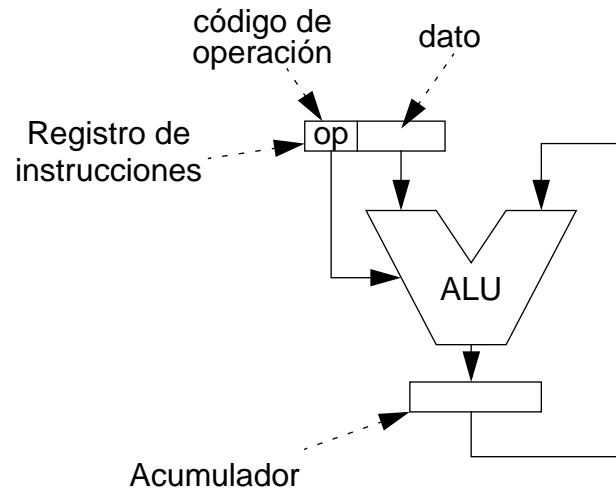 código de
operación
dato
Registro de
instrucciones
op
ALU
Acumulador